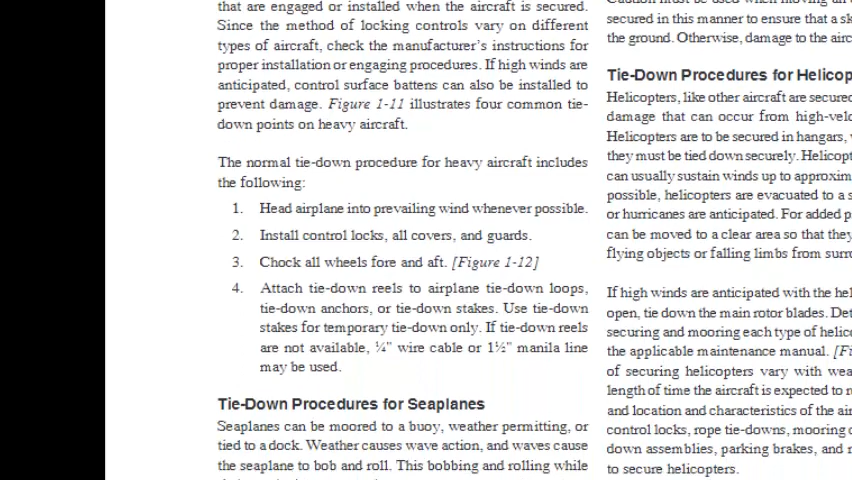 that are engaged or installed when the aircraft is secured.
Since the method of locking controls vary on different
types of aircraft, check the manufacturer's instructions for
proper installation or engaging procedures. If high winds are
anticipated, control surface battens can also be installed to
prevent damage. Figure 1-11 illustrates four common tie-
down points on heavy aircraft.
The normal tie-down procedure for heavy aircraft includes
the following:
1. Head airplane into prevailing wind whenever possible.
2. Install control locks, all covers, and guards.
3. Chock all wheels fore and aft. [Figure 1-12]
4. Attach tie-down reels to airplane tie-down loops,
tie-down anchors, or tie-down stakes. Use tie-down
stakes for temporary tie-down only. If tie-down reels
are not available, ¼" wire cable or 1½" manila line
may be used.
Tie-Down Procedures for Seaplanes
Seaplanes can be moored to a buoy, weather permitting, or
tied to a dock. Weather causes wave action, and waves cause
the seaplane to bob and roll. This bobbing and rolling while
secured in this manner to ensure that a sk
the ground. Otherwise, damage to the airc
Tie-Down Procedures for Helicop
Helicopters, like other aircraft are secured
damage that can occur from high-velo
Helicopters are to be secured in hangars, w
they must be tied down securely. Helicopt
can usually sustain winds up to approxim
possible, helicopters are evacuated to a s
or hurricanes are anticipated. For added p
can be moved to a clear area so that they
flying objects or falling limbs from surro
If high winds are anticipated with the hel
open, tie down the main rotor blades. Det
securing and mooring each type of helico
the applicable maintenance manual. [Fi
of securing helicopters vary with wea
length of time the aircraft is expected to r
and location and characteristics of the air
control locks, rope tie-downs, mooring c
down assemblies, parking brakes, and r
to secure helicopters.